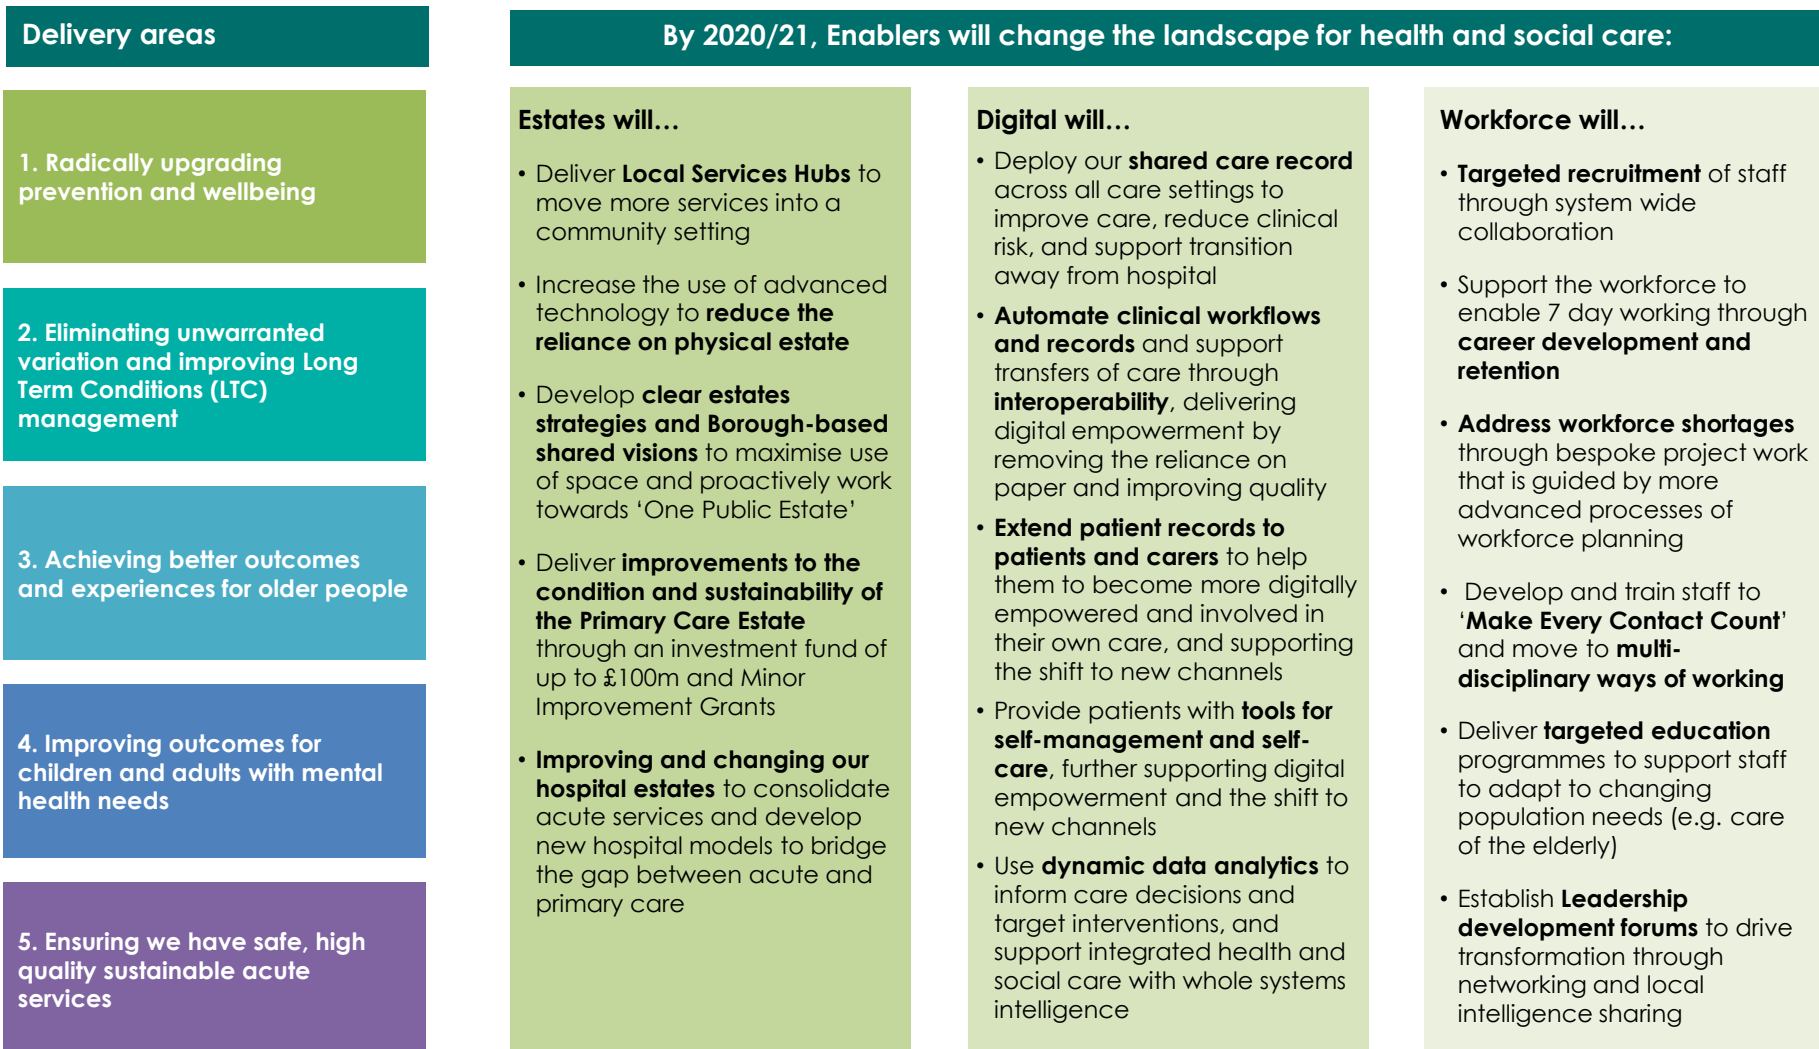 Delivery areas
1. Radically upgrading
prevention and wellbeing
2. Eliminating unwarranted
variation and improving Long
Term Conditions (LTC)
management
3. Achieving better outcomes
and experiences for older people
4. Improving outcomes for
children and adults with mental
health needs
5. Ensuring we have safe, high
quality sustainable acute
services
By 2020/21, Enablers will change the landscape for health and social care:
Estates will…
• Deliver Local Services Hubs to
move more services into a
community setting
• Increase the use of advanced
technology to reduce the
reliance on physical estate
• Develop clear estates
strategies and Borough-based
shared visions to maximise use
of space and proactively work
towards ‘One Public Estate’
• Deliver improvements to the
condition and sustainability of
the Primary Care Estate
through an investment fund of
up to £100m and Minor
Improvement Grants
• Improving and changing our
hospital estates to consolidate
acute services and develop
new hospital models to bridge
the gap between acute and
primary care
Digital will…
• Deploy our shared care record
across all care settings to
improve care, reduce clinical
risk, and support transition
away from hospital
• Automate clinical workflows
and records and support
transfers of care through
interoperability, delivering
digital empowerment by
removing the reliance on
paper and improving quality
• Extend patient records to
patients and carers to help
them to become more digitally
empowered and involved in
their own care, and supporting
the shift to new channels
• Provide patients with tools for
self-management and self-
care, further supporting digital
empowerment and the shift to
new channels
• Use dynamic data analytics to
inform care decisions and
target interventions, and
support integrated health and
social care with whole systems
intelligence
Workforce will…
• Targeted recruitment of staff
through system wide
collaboration
• Support the workforce to
enable 7 day working through
career development and
retention
• Address workforce shortages
through bespoke project work
that is guided by more
advanced processes of
workforce planning
• Develop and train staff to
‘Make Every Contact Count’
and move to multi-
disciplinary ways of working
• Deliver targeted education
programmes to support staff
to adapt to changing
population needs (e.g. care
of the elderly)
• Establish Leadership
development forums to drive
transformation through
networking and local
intelligence sharing